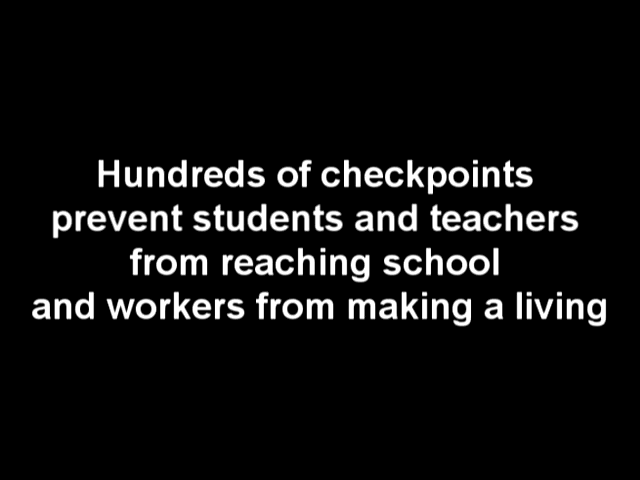 Hundreds of checkpoints
prevent students and teachers
from reaching school
and workers from making a living